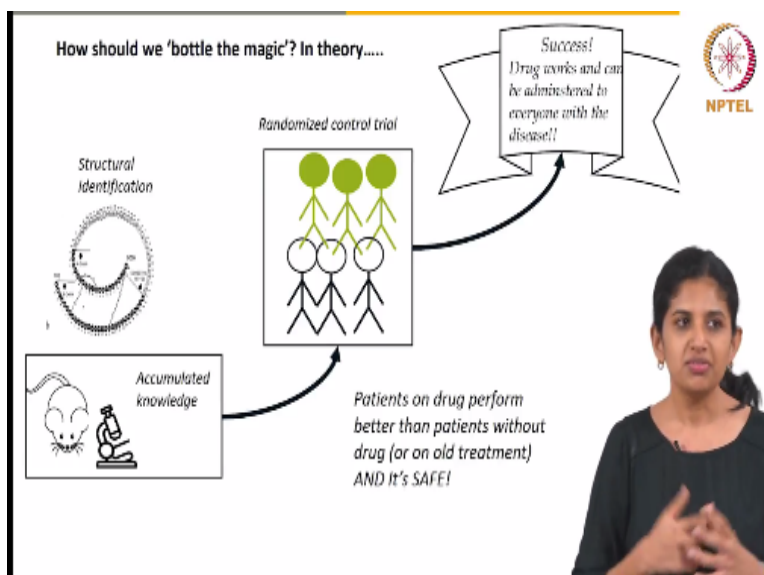 How should we 'bottle the magic'? In theory.....
NPTEL
Success!
Drug works and can
be adminstered to
everyone with the
disease!!
Randomized control trial
Structural
Identification
Accumulated
knowledge
Patients on drug perform
better than patients without
drug (or on old treatment)
AND It's SAFE!